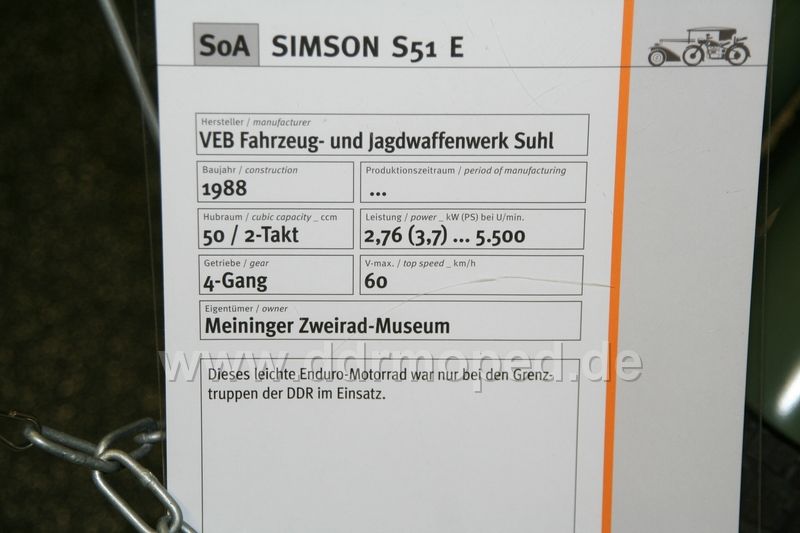 SoA SIMSON S51 E
Hersteller / manufacturer
VEB Fahrzeug- und Jagdwaffenwerk Suhl
Baujahr / construction
1988
Produktionszeitraum / period of manufacturing
...
Hubraum / cubic capacity _ ccm
50 / 2-Takt
Leistung / power _ kW (PS) bei U/min.
2,76 (3,7) ... 5.500
Getriebe / gear
4-Gang
V-max. / top speed _ km/h
60
Eigentümer / owner
Meininger Zweirad-Museum
www.ddrmoped.de
Dieses leichte Enduro-Motorrad war nur bei den Grenz-
truppen der DDR im Einsatz.